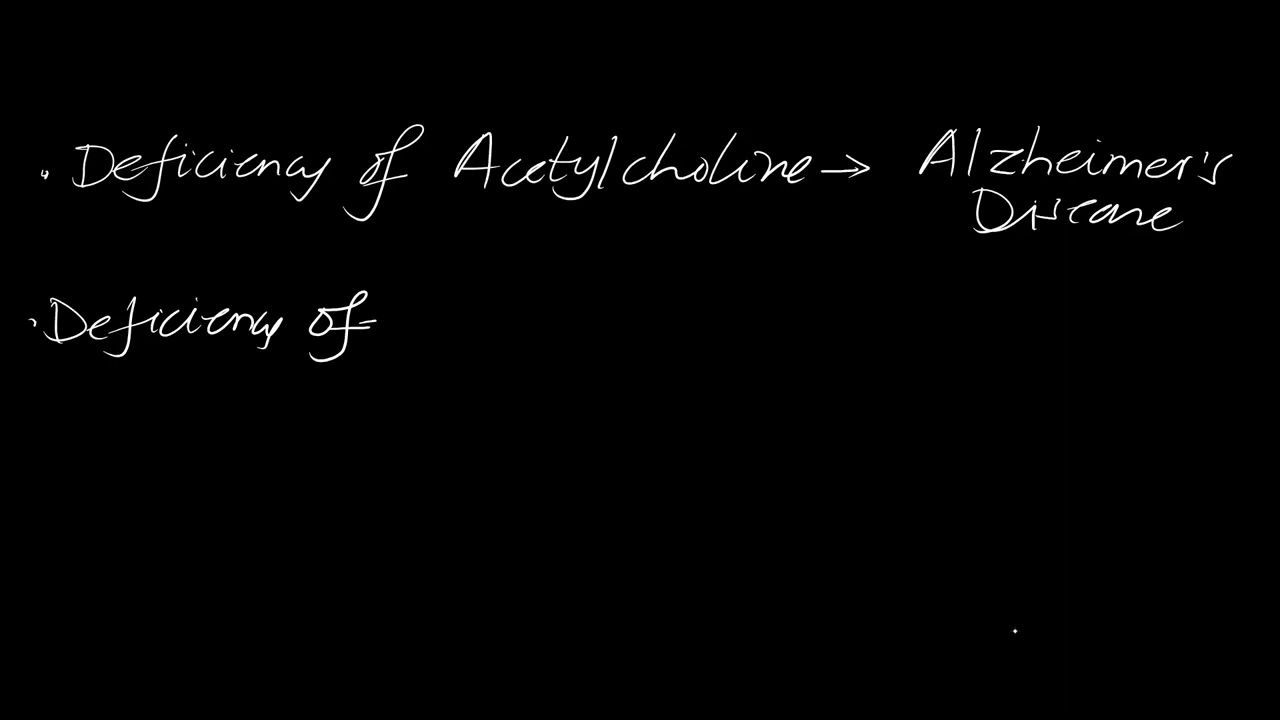 . Deficiency of Acetylcholine → Alzheimer's
Disease
. Deficiency of